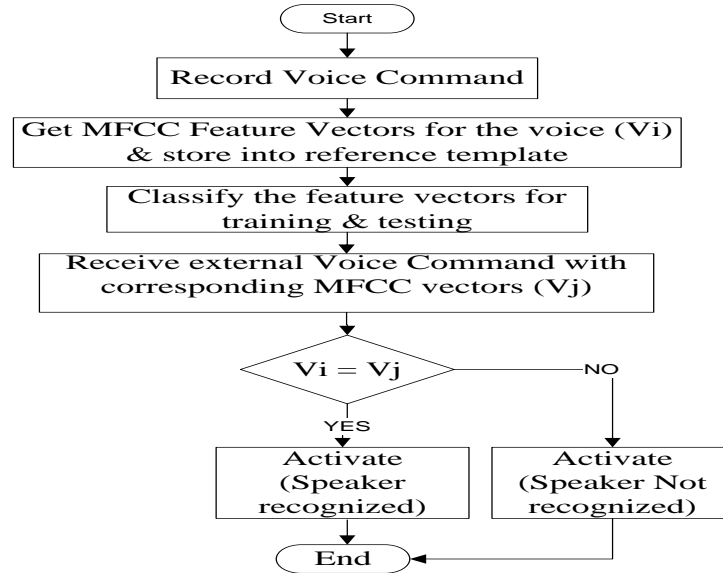 Start
Record Voice Command
Get MFCC Feature Vectors for the voice (Vi)
& store into reference template
Classify the feature vectors for
training & testing
Receive external Voice Command with
corresponding MFCC vectors (Vj)
Vi = Vj
NO
YES
Activate
(Speaker
recognized)
Activate
(Speaker Not
recognized)
End